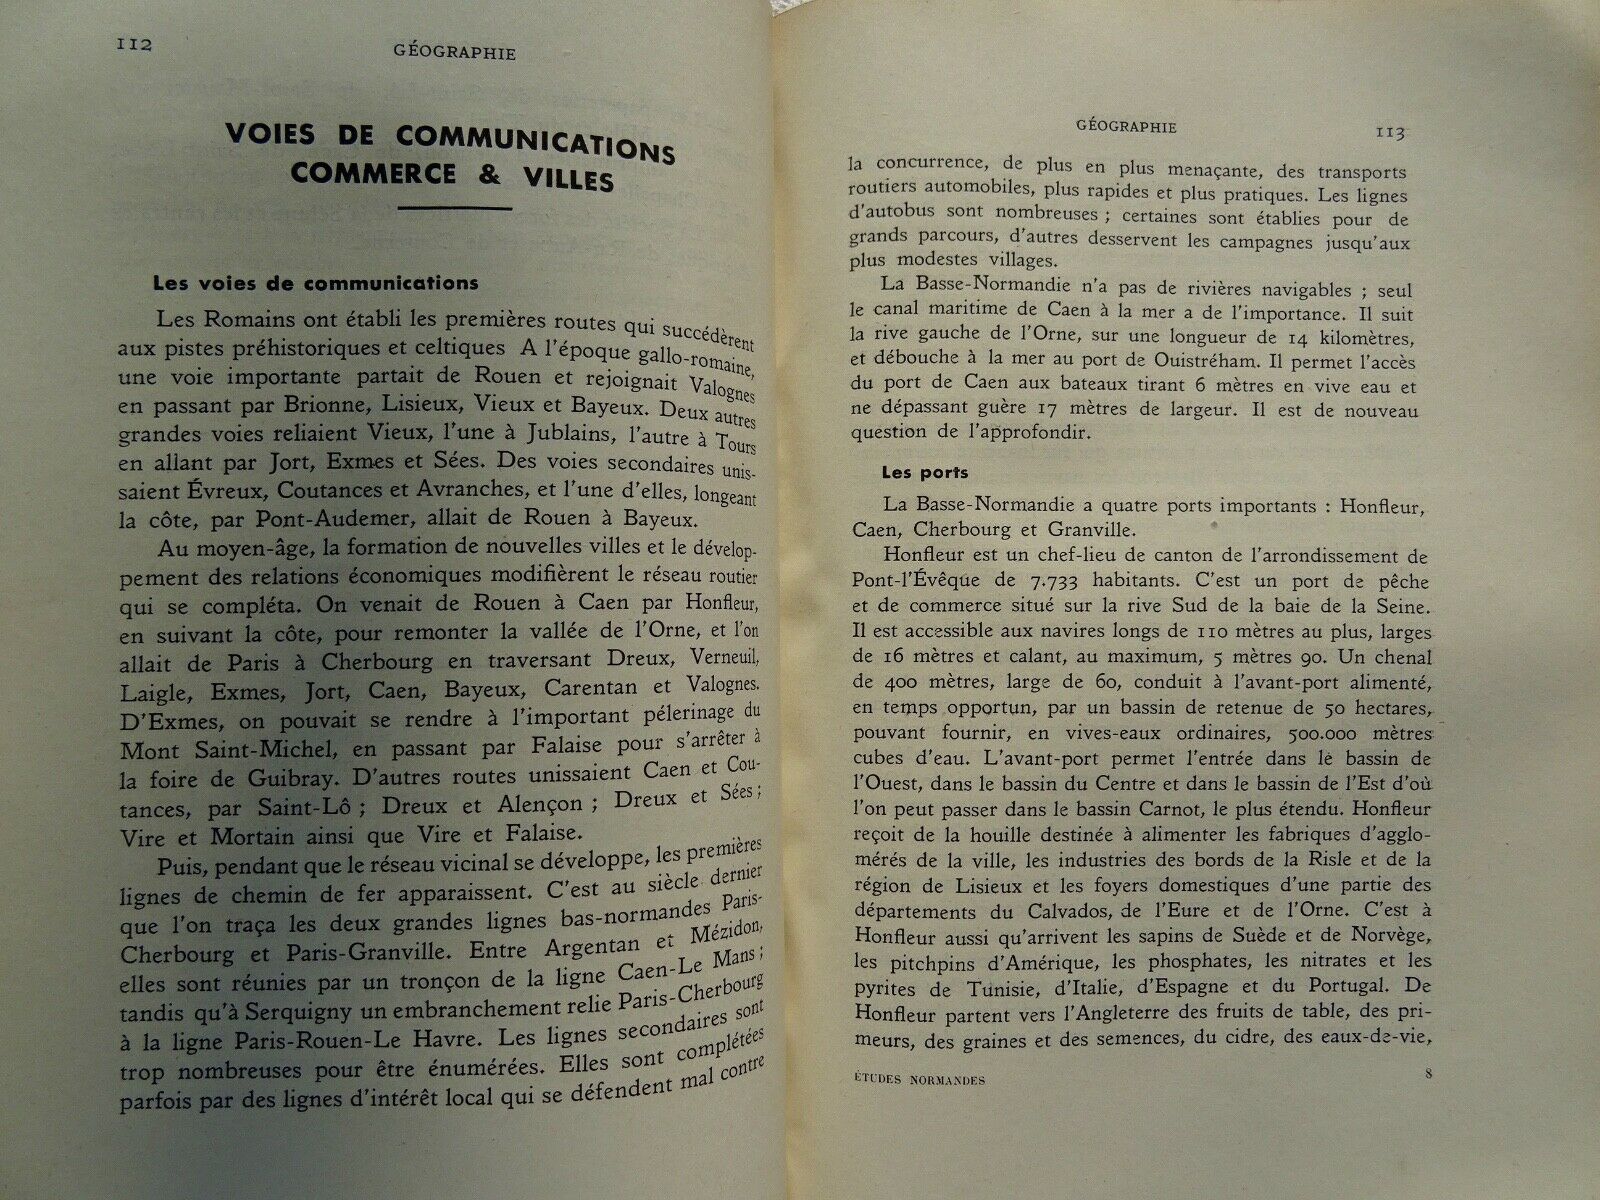 112
GÉOGRAPHIE
VOIES DE COMMUNICATIONS
COMMERCE & VILLES
Les voies de communications
Les Romains ont établi les premières routes qui succédèrent
aux pistes préhistoriques et celtiques A l'époque gallo-romaine,
une voie importante partait de Rouen et rejoignait Valognes
en passant par Brionne, Lisieux, Vieux et Bayeux. Deux autres
grandes voies reliaient Vieux, l'une à Jublains, l'autre à Tours
en allant par Jort, Exmes et Sées. Des voies secondaires unis-
saient Évreux, Coutances et Avranches, et l'une d'elles, longeant
la côte, par Pont-Audemer, allait de Rouen à Bayeux.
Au moyen-âge, la formation de nouvelles villes et le dévelop-
pement des relations économiques modifièrent le réseau routier
qui se compléta. On venait de Rouen à Caen par Honfleur,
en suivant la côte, pour remonter la vallée de l'Orne, et l'on
allait de Paris à Cherbourg en traversant Dreux, Verneuil,
Laigle, Exmes, Jort, Caen, Bayeux, Carentan et Valognes.
D'Exmes, on pouvait se rendre à l'important pélerinage du
Mont Saint-Michel, en passant par Falaise pour s'arrêter à
la foire de Guibray. D'autres routes unissaient Caen et Cou-
tances, par Saint-Lô ; Dreux et Alençon ; Dreux et Sées ;
Vire et Mortain ainsi que Vire et Falaise.
Puis, pendant que le réseau vicinal se développe, les premières
lignes de chemin de fer apparaissent. C'est au siècle dernier
que l'on traça les deux grandes lignes bas-normandes Paris-
Cherbourg et Paris-Granville. Entre Argentan et Mézidon,
elles sont réunies par un tronçon de la ligne Caen-Le Mans ;
tandis qu'à Serquigny un embranchement relie Paris-Cherbourg
à la ligne Paris-Rouen-Le Havre. Les lignes secondaires sont
trop nombreuses pour être énumérées. Elles sont complétées
parfois par des lignes d'intérêt local qui se défendent mal contre
GÉOGRAPHIE
113
la concurrence, de plus en plus menaçante, des transports
routiers automobiles, plus rapides et plus pratiques. Les lignes
d'autobus sont nombreuses ; certaines sont établies pour de
grands parcours, d'autres desservent les campagnes jusqu'aux
plus modestes villages.
La Basse-Normandie n'a pas de rivières navigables ; seul
le canal maritime de Caen à la mer a de l'importance. Il suit
la rive gauche de l'Orne, sur une longueur de 14 kilomètres,
et débouche à la mer au port de Ouistréham. Il permet l'accès
du port de Caen aux bateaux tirant 6 mètres en vive eau et
ne dépassant guère 17 mètres de largeur. Il est de nouveau
question de l'approfondir.
Les ports
La Basse-Normandie a quatre ports importants : Honfleur,
Caen, Cherbourg et Granville.
Honfleur est un chef-lieu de canton de l'arrondissement de
Pont-l'Évêque de 7.733 habitants. C'est un port de pêche
et de commerce situé sur la rive Sud de la baie de la Seine.
Il est accessible aux navires longs de 110 mètres au plus, larges
de 16 mètres et calant, au maximum, 5 mètres 90. Un chenal
de 400 mètres, large de 60, conduit à l'avant-port alimenté,
en temps opportun, par un bassin de retenue de 50 hectares,
pouvant fournir, en vives-eaux ordinaires, 500.000 mètres
cubes d'eau. L'avant-port permet l'entrée dans le bassin de
l'Ouest, dans le bassin du Centre et dans le bassin de l'Est d'où
l'on peut passer dans le bassin Carnot, le plus étendu. Honfleur
reçoit de la houille destinée à alimenter les fabriques d'agglo-
mérés de la ville, les industries des bords de la Risle et de la
région de Lisieux et les foyers domestiques d'une partie des
départements du Calvados, de l'Eure et de l'Orne. C'est à
Honfleur aussi qu'arrivent les sapins de Suède et de Norvège,
les pitchpins d'Amérique, les phosphates, les nitrates et les
pyrites de Tunisie, d'Italie, d'Espagne et du Portugal. De
Honfleur partent vers l'Angleterre des fruits de table, des pri-
meurs, des graines et des semences, du cidre, des eaux-de-vie,
ÉTUDES NORMANDES
8